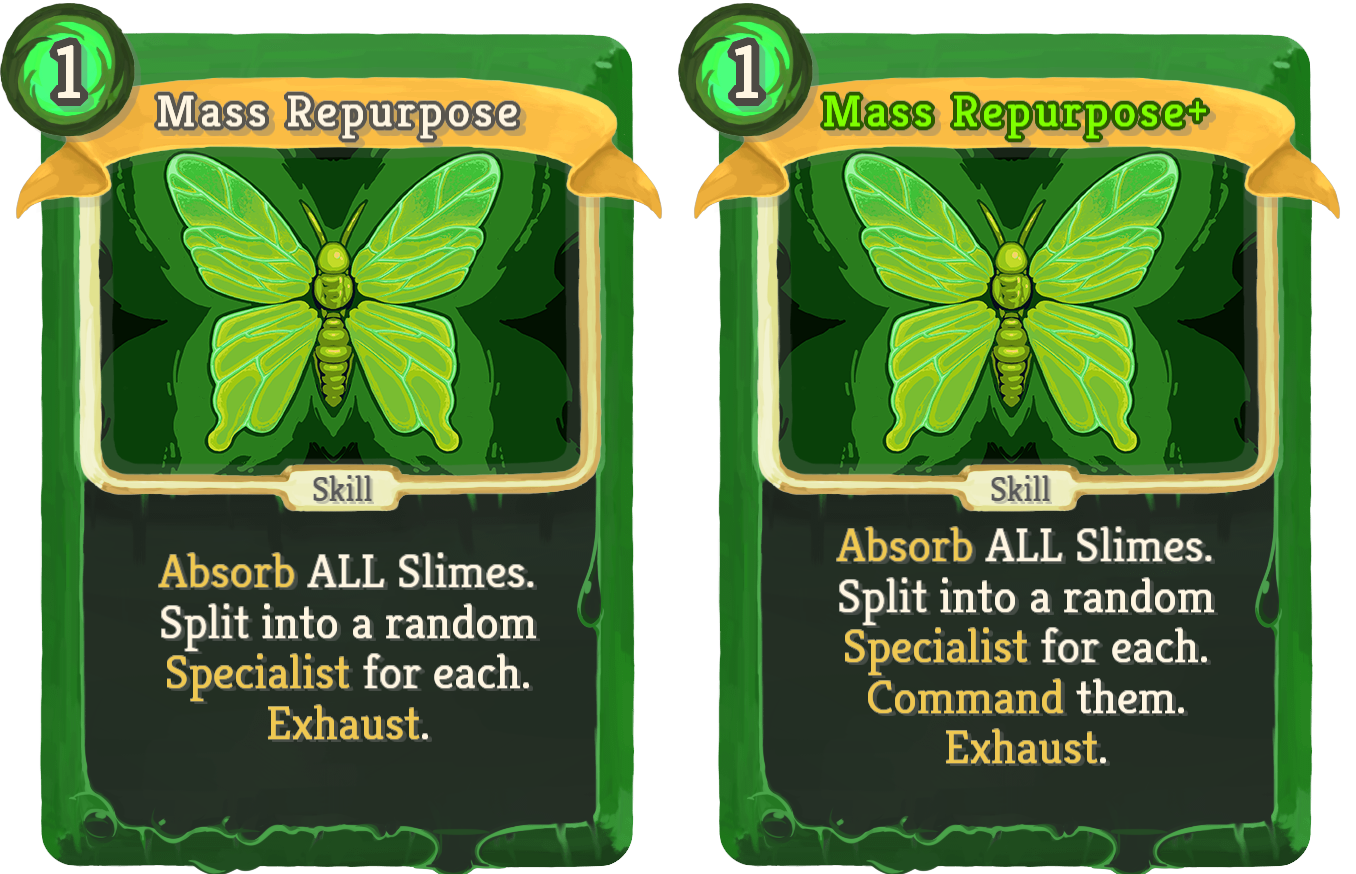 1
Mass Repurpose
Skill
Absorb ALL Slimes.
Split into a random
Specialist for each.
Exhaust.
1
Mass Repurpose+
Skill
Absorb ALL Slimes.
Split into a random
Specialist for each.
Command them.
Exhaust.